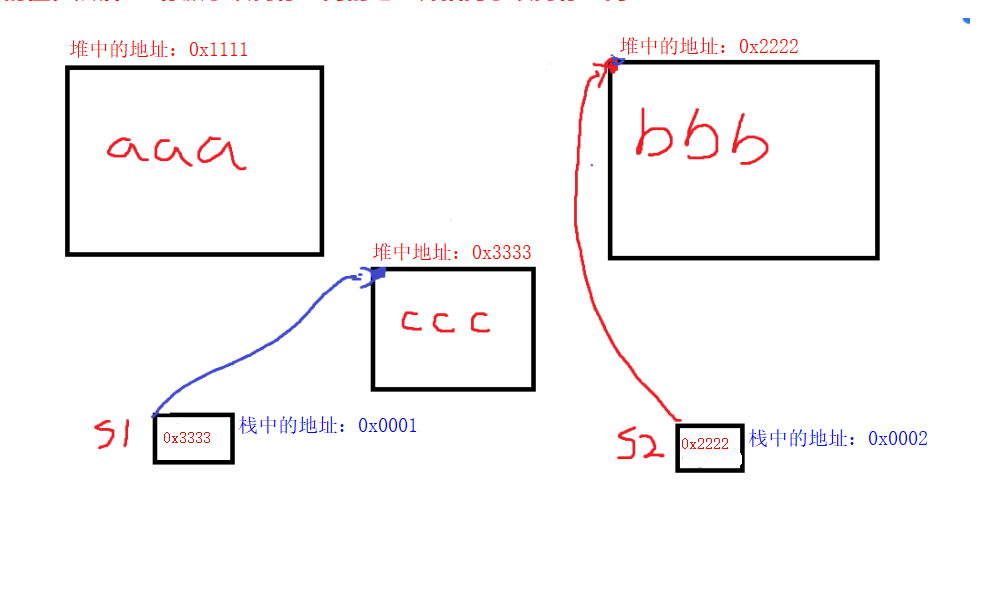 堆中的地址：0x1111
堆中的地址：0x2222
aaa
bbb
堆中地址：0x3333
ccc
S1
0x3333
栈中的地址：0x0001
S2
0x2222
栈中的地址：0x0002